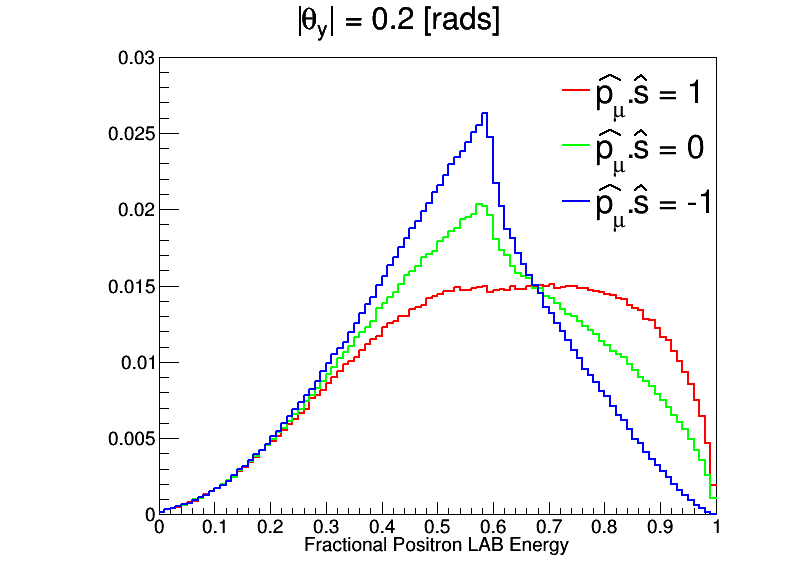 |θy| = 0.2 [rads]
0.03
0.025
0.02
0.015
0.01
0.005
0
p̂μ.ŝ = 1
p̂μ.ŝ = 0
p̂μ.ŝ = -1
0 0.1 0.2 0.3 0.4 0.5 0.6 0.7 0.8 0.9 1
Fractional Positron LAB Energy